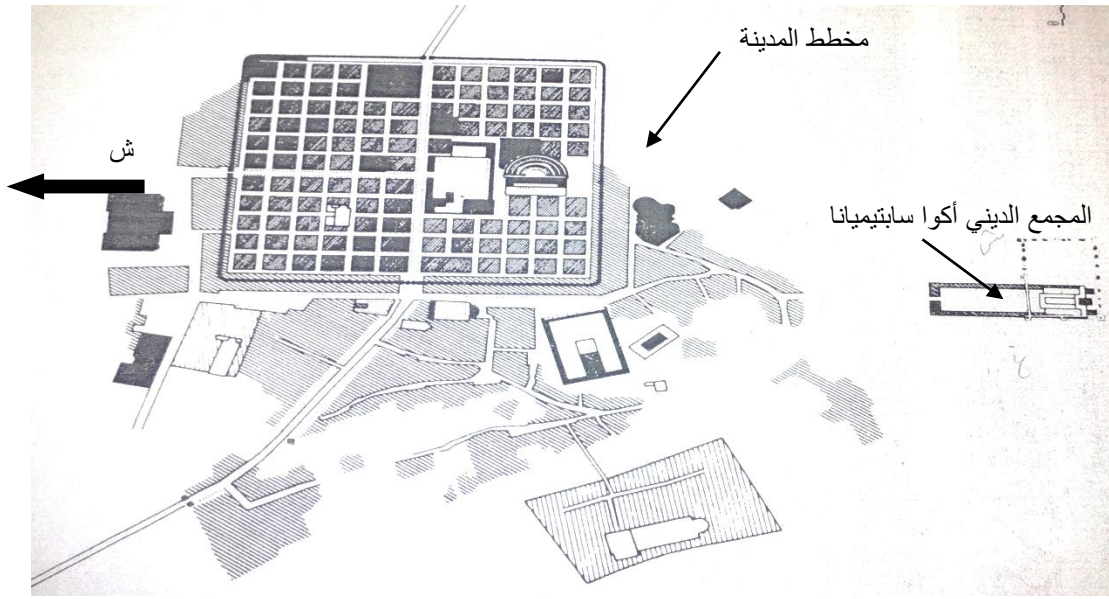 مخطط المدينة
ش
المجمع الديني أكوا سابتيميانا